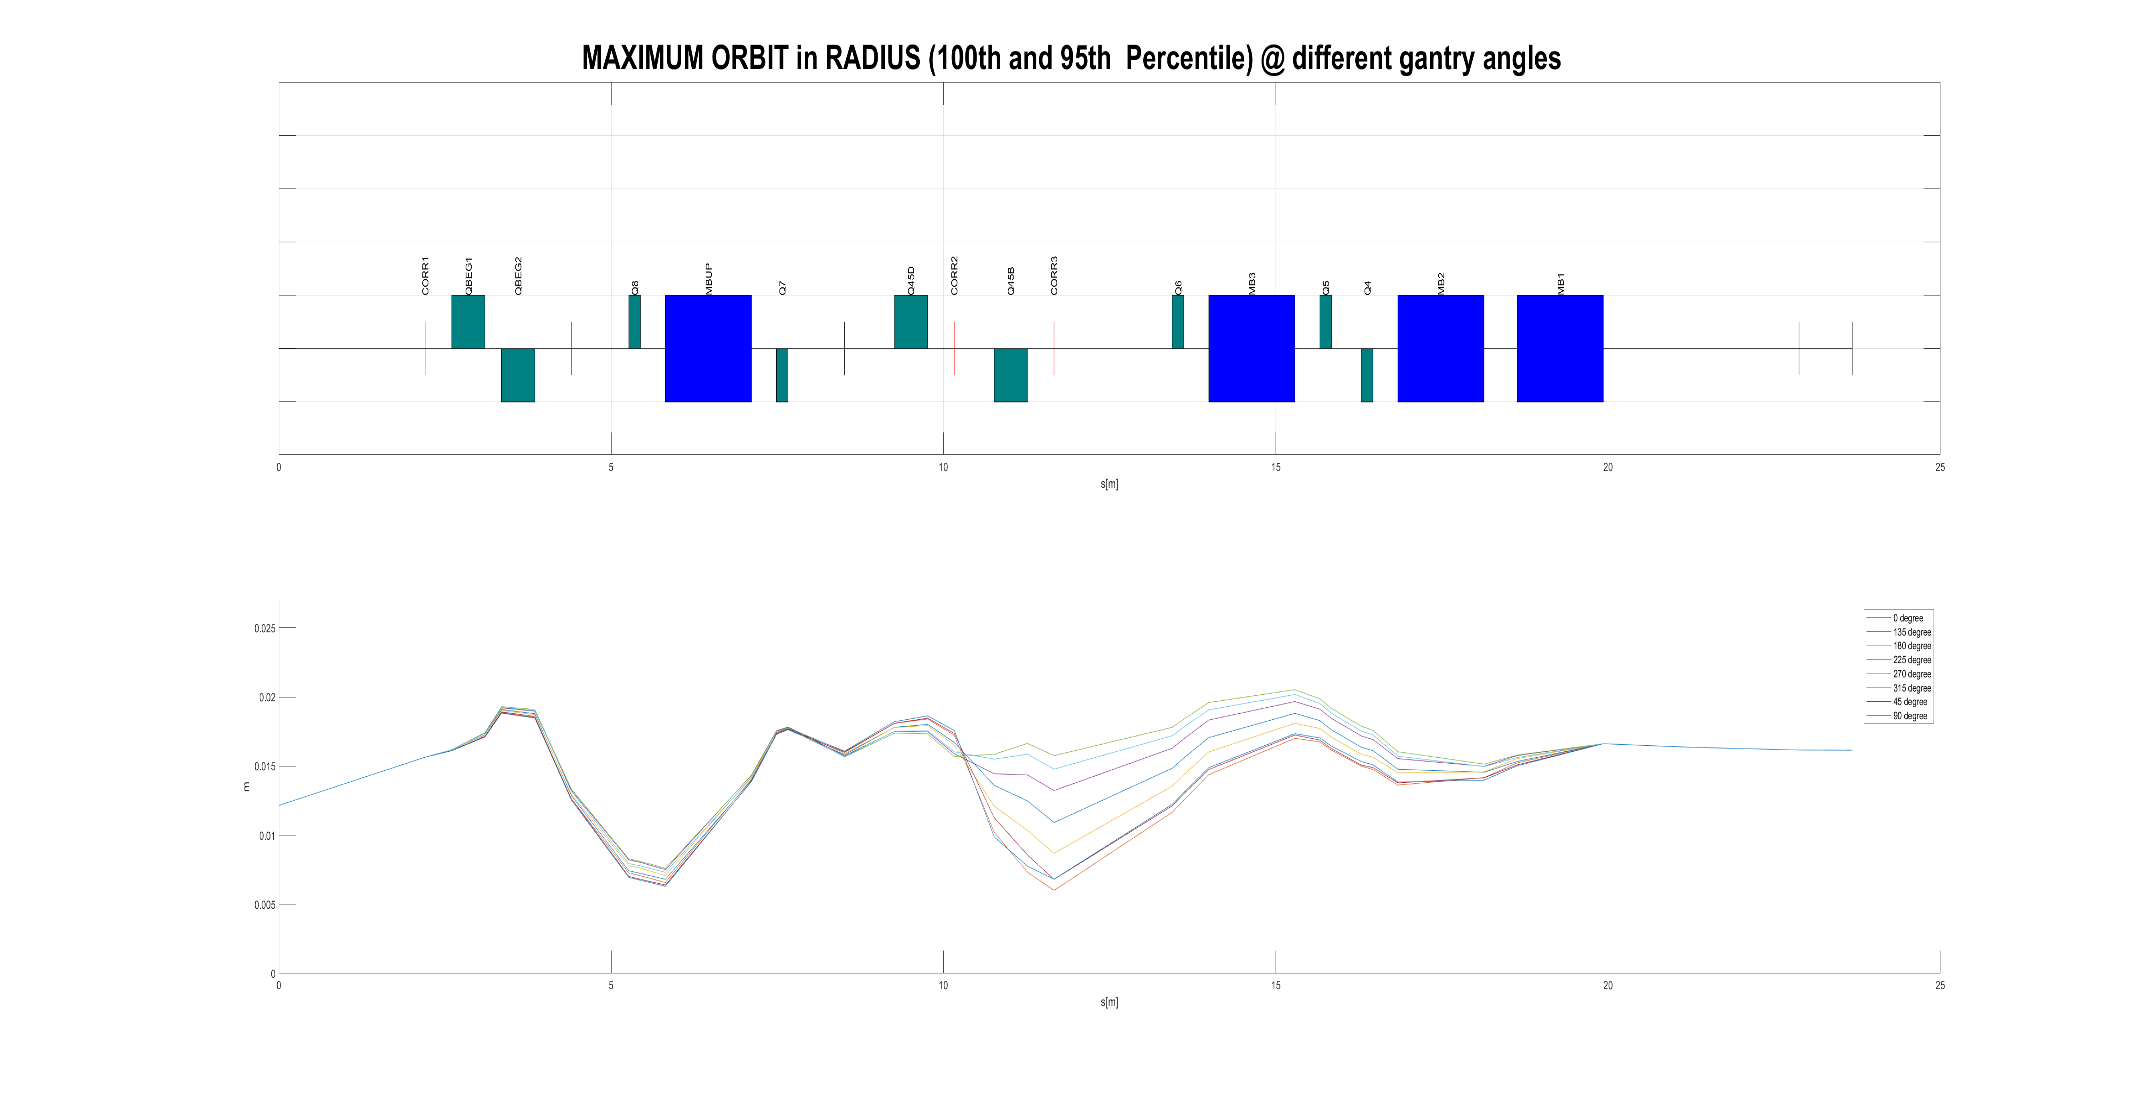 MAXIMUM ORBIT in RADIUS (100th and 95th  Percentile) @ different gantry angles
CORR1
QBEG1
QBEG2
Q8
MBUP
Q7
Q45D
CORR2
Q45B
CORR3
Q6
MB3
Q5
Q4
MB2
MB1
0
5
10
15
20
25
s[m]
0.025
0.02
0.015
0.01
0.005
0
m
0 degree
135 degree
180 degree
225 degree
270 degree
315 degree
45 degree
90 degree
0
5
10
15
20
25
s[m]